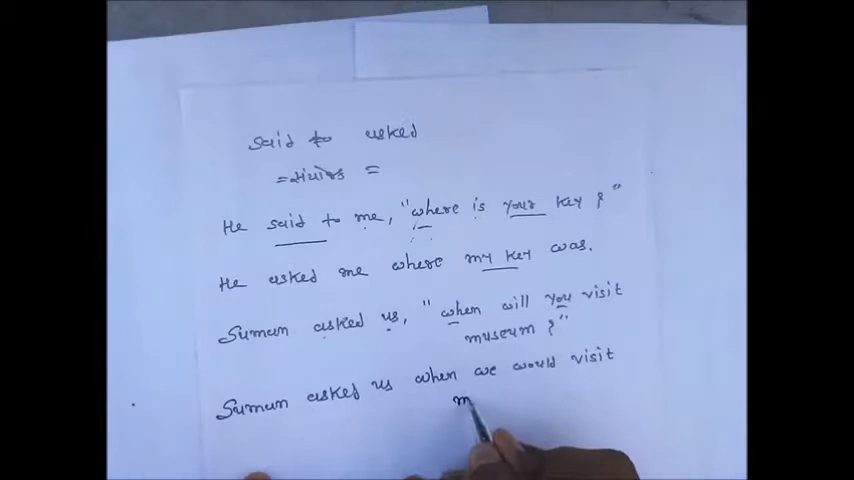 said to asked
= સંયોજક =
He said to me, "where is your key ?"
He asked me where my key was.
Suman asked us, "when will you visit
museum ?"
Suman asked us when we would visit
m